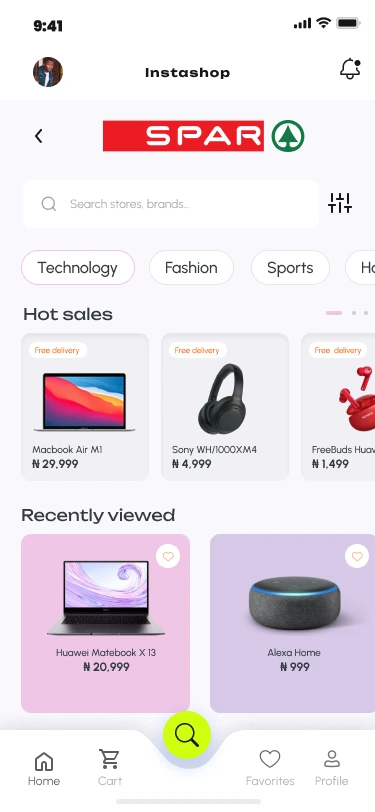 9:41
Instashop
SPAR
Search stores, brands...
Technology
Fashion
Sports
Hot sales
Free delivery
Free delivery
Free delivery
Macbook Air M1
Sony WH/1000XM4
FreeBuds
₦ 29,999
₦ 4,999
₦ 1,499
Recently viewed
Huawei Matebook X 13
Alexa Home
₦ 20,999
₦ 999
Home
Cart
Favorites
Profile